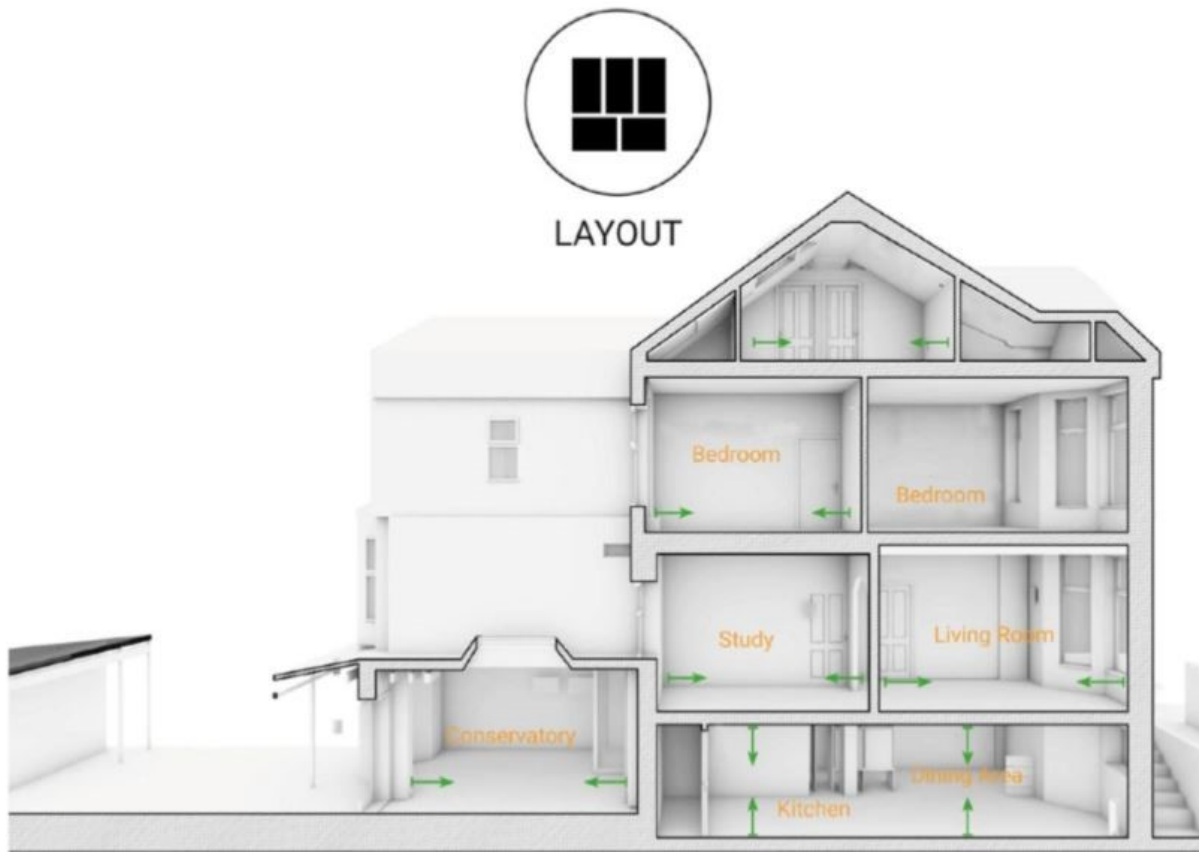 LAYOUT
Bedroom
Bedroom
Study
Living Room
Conservatory
Dining Area
Kitchen